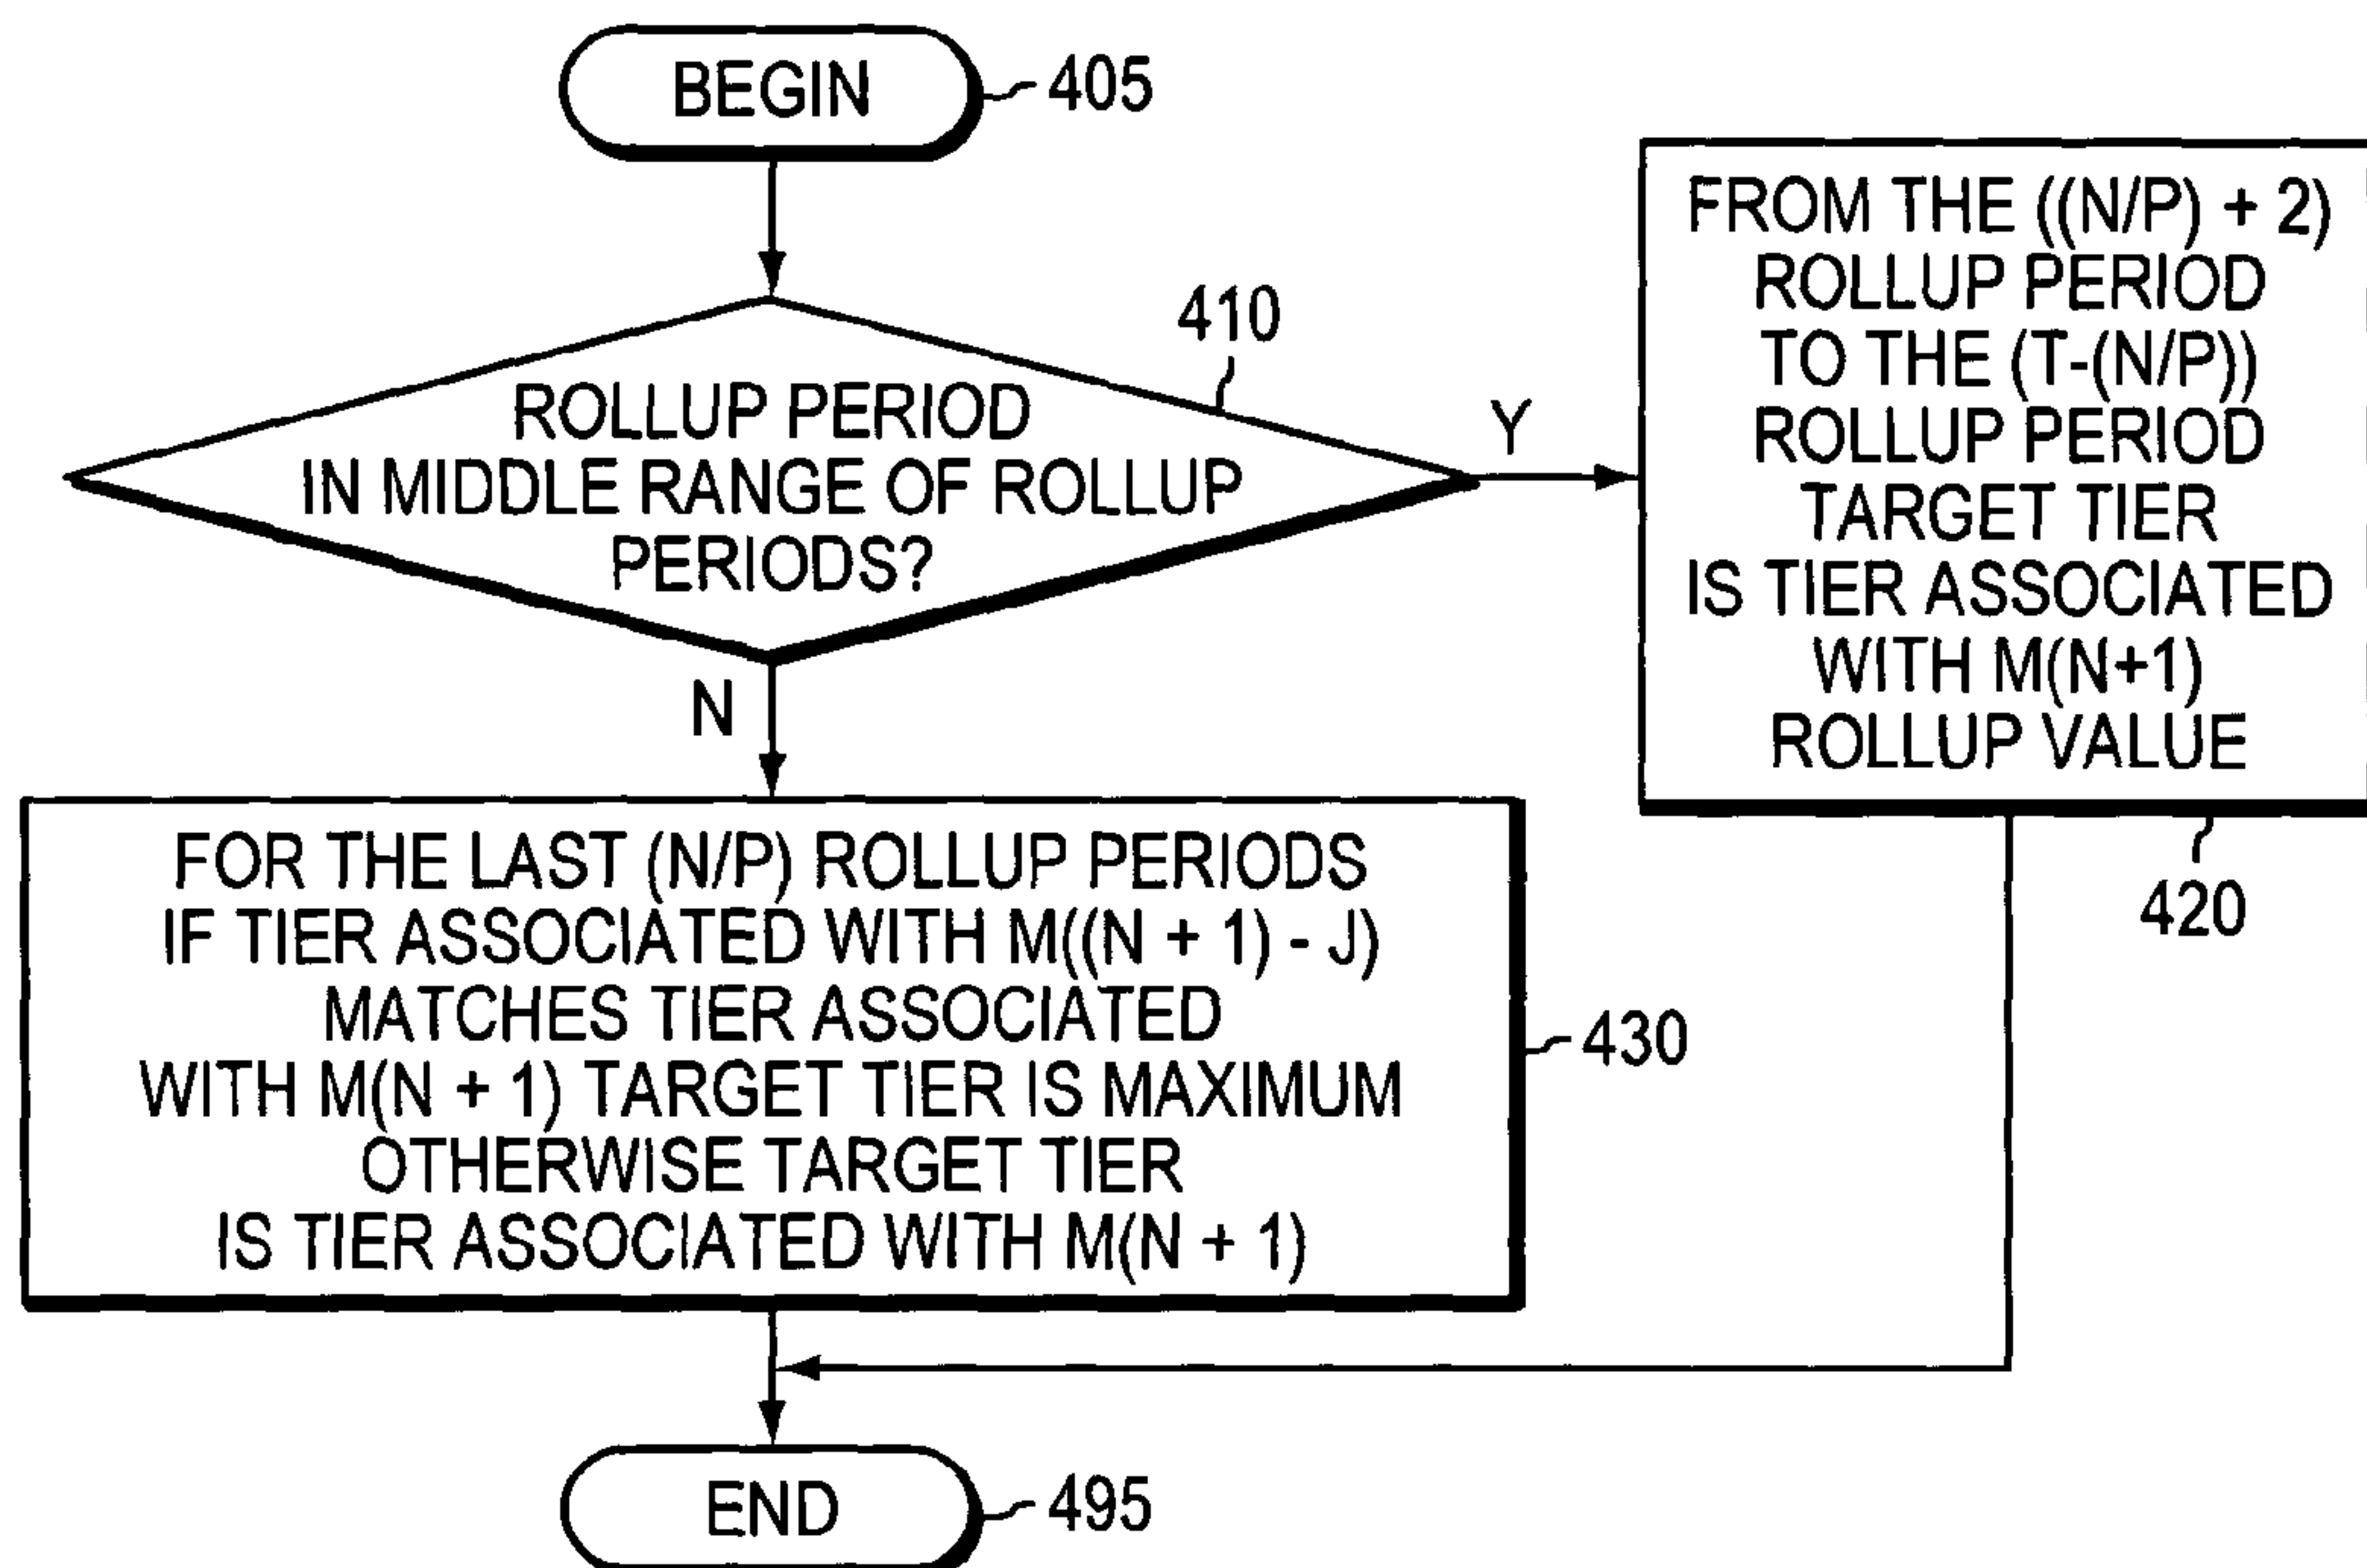 BEGIN
405
410
ROLLUP PERIOD
IN MIDDLE RANGE OF ROLLUP
PERIODS?
Y
FROM THE ((N/P) + 2)
ROLLUP PERIOD
TO THE (T-(N/P))
ROLLUP PERIOD
TARGET TIER
IS TIER ASSOCIATED
WITH M(N+1)
ROLLUP VALUE
420
N
FOR THE LAST (N/P) ROLLUP PERIODS
IF TIER ASSOCIATED WITH M((N + 1) - J)
MATCHES TIER ASSOCIATED
WITH M(N + 1) TARGET TIER IS MAXIMUM
OTHERWISE TARGET TIER
IS TIER ASSOCIATED WITH M(N + 1)
430
END
495